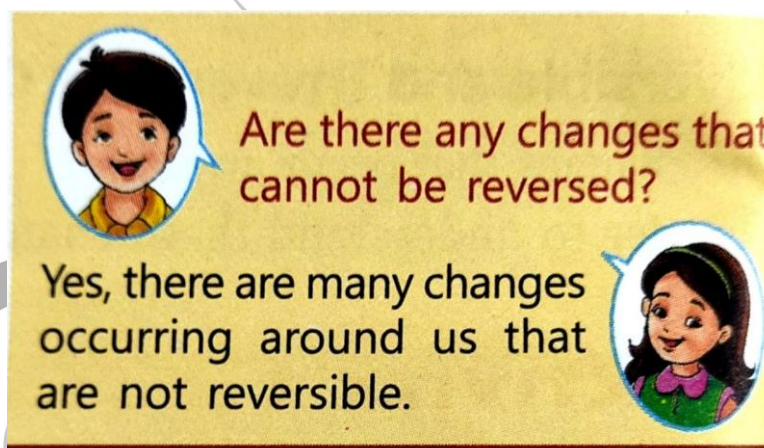 Are there any changes that
cannot be reversed?
Yes, there are many changes
occurring around us that
are not reversible.